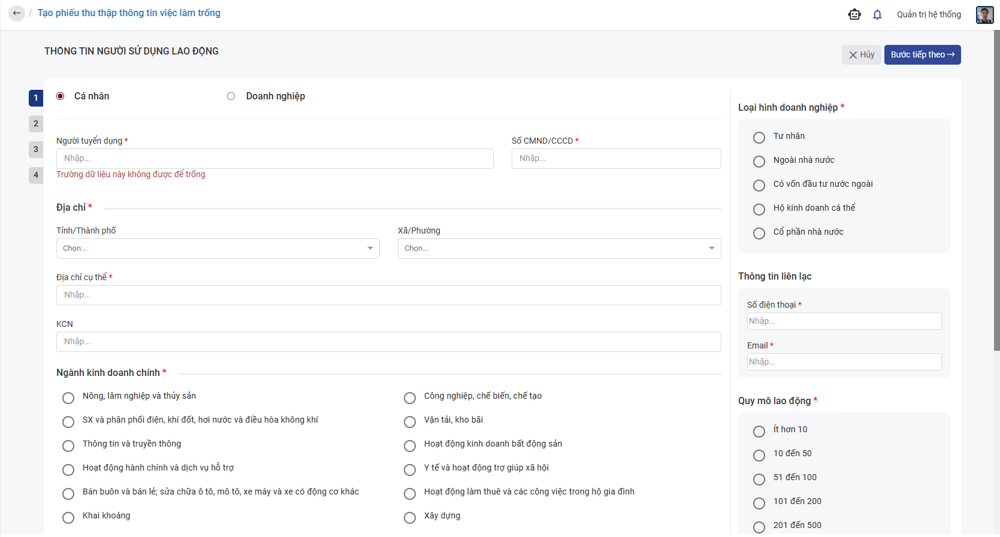 / Tạo phiếu thu thập thông tin việc làm trống
Quản trị hệ thống
THÔNG TIN NGƯỜI SỬ DỤNG LAO ĐỘNG
Hủy
Bước tiếp theo →
1
2
3
4
Cá nhân
Doanh nghiệp
Người tuyển dụng *
Số CMND/CCCD *
Nhập...
Nhập...
Trường dữ liệu này không được để trống
Địa chỉ *
Tỉnh/Thành phố
Xã/Phường
Chọn...
Chọn...
Địa chỉ cụ thể *
Nhập...
KCN
Nhập...
Ngành kinh doanh chính *
Nông, lâm nghiệp và thủy sản
Công nghiệp, chế biến, chế tạo
SX và phân phối điện, khí đốt, hơi nước và điều hòa không khí
Vận tải, kho bãi
Thông tin và truyền thông
Hoạt động kinh doanh bất động sản
Hoạt động hành chính và dịch vụ hỗ trợ
Y tế và hoạt động trợ giúp xã hội
Bán buôn và bán lẻ; sửa chữa ô tô, mô tô, xe máy và xe có động cơ khác
Hoạt động làm thuê và các công việc trong hộ gia đình
Khai khoáng
Xây dựng
Loại hình doanh nghiệp *
Tư nhân
Ngoài nhà nước
Có vốn đầu tư nước ngoài
Hộ kinh doanh cá thể
Cổ phần nhà nước
Thông tin liên lạc
Số điện thoại *
Nhập...
Email *
Nhập...
Quy mô lao động *
Ít hơn 10
10 đến 50
51 đến 100
101 đến 200
201 đến 500